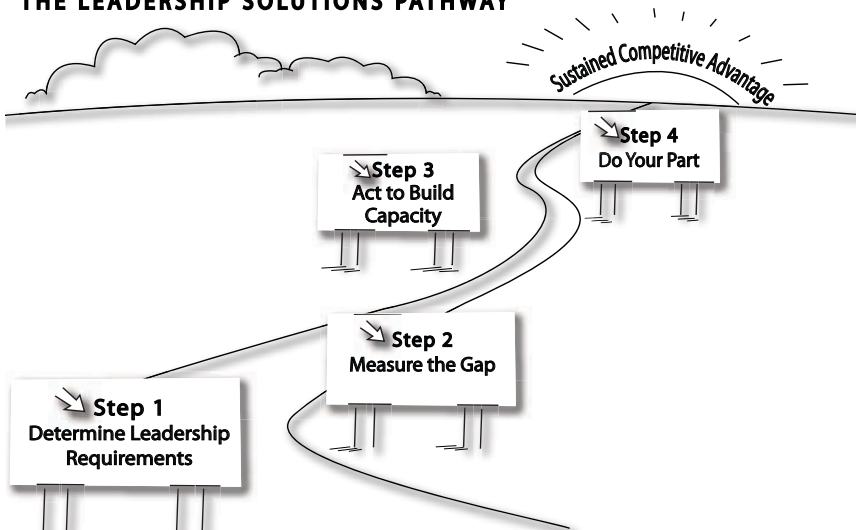 THE LEADERSHIP SOLUTIONS PATHWAY
Sustained Competitive Advantage
Step 4
Do Your Part
Step 3
Act to Build
Capacity
Step 2
Measure the Gap
Step 1
Determine Leadership
Requirements